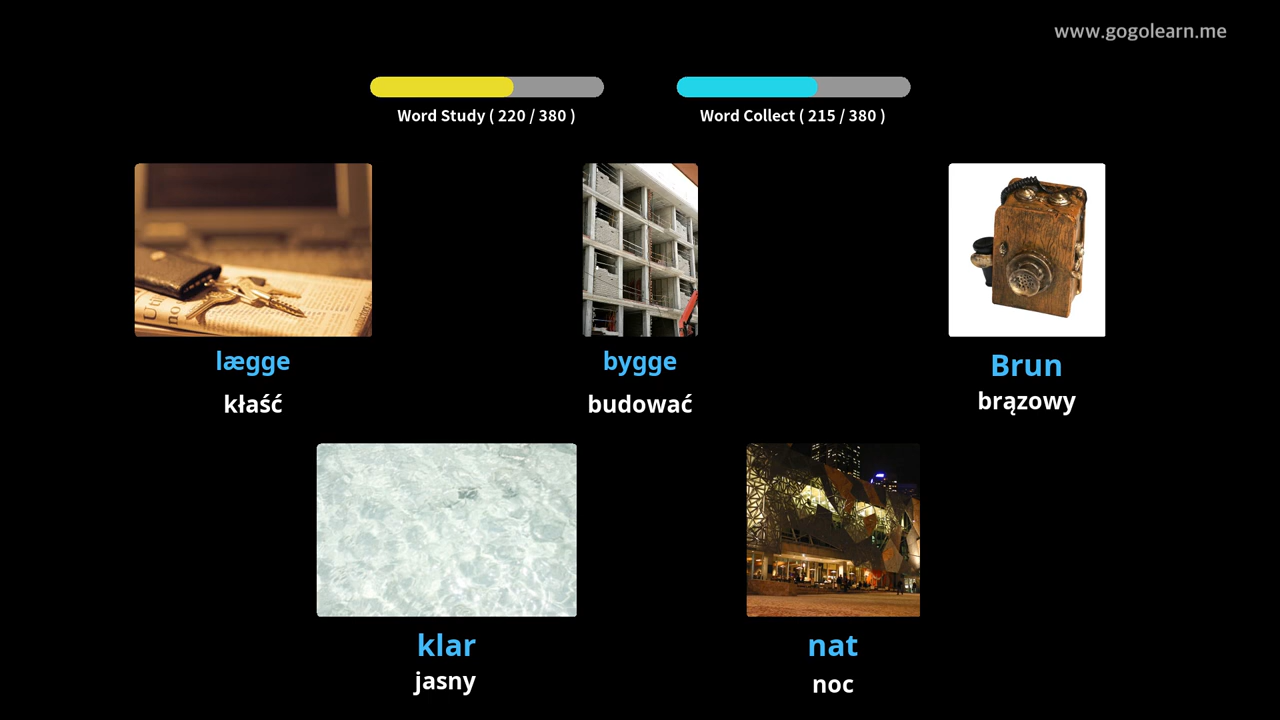 www.gogolearn.me
Word Study ( 220 / 380 )
Word Collect ( 215 / 380 )
lægge
kłaść
bygge
budować
Brun
brązowy
klar
jasny
nat
noc